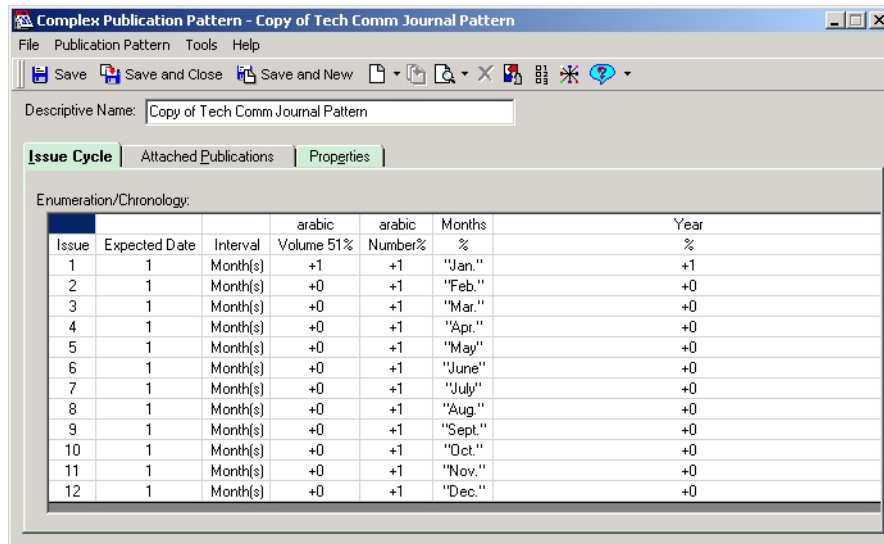 Complex Publication Pattern - Copy of Tech Comm Journal Pattern
File Publication Pattern Tools Help
Save Save and Close Save and New
Descriptive Name: Copy of Tech Comm Journal Pattern
Issue Cycle Attached Publications Properties
Enumeration/Chronology:
arabic arabic Months Year
Issue Expected Date Interval Volume 51% Number% % %
1 1 Month(s) +1 +1 "Jan." +1
2 1 Month(s) +0 +1 "Feb." +0
3 1 Month(s) +0 +1 "Mar." +0
4 1 Month(s) +0 +1 "Apr." +0
5 1 Month(s) +0 +1 "May" +0
6 1 Month(s) +0 +1 "June" +0
7 1 Month(s) +0 +1 "July" +0
8 1 Month(s) +0 +1 "Aug." +0
9 1 Month(s) +0 +1 "Sept." +0
10 1 Month(s) +0 +1 "Oct." +0
11 1 Month(s) +0 +1 "Nov." +0
12 1 Month(s) +0 +1 "Dec." +0